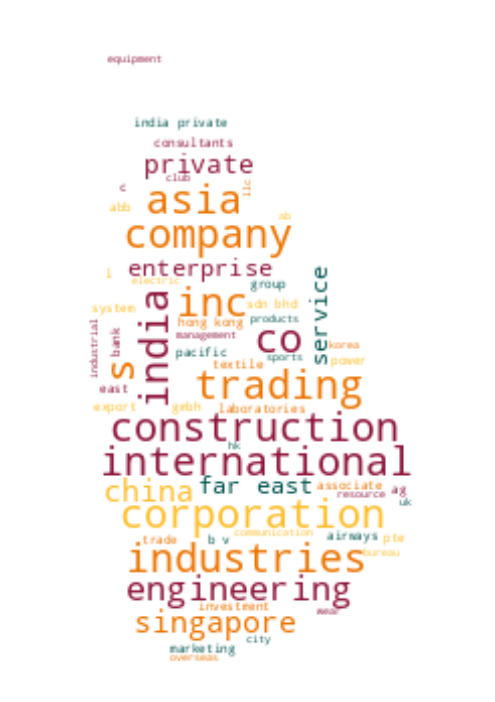 equipment
india private
consultants
private
club
c
llc
asia
abb
ab
company
enterprise
l
electric
group
service
india
inc
sdn bhd
system
hong kong
products
industrial
bank
management
co
korea
pacific
sports
s
textile
power
trading
east
export
gmbh
laboratories
construction
hk
international
far east
associate
china
resource
ag
uk
corporation
communication
trade
b v
airways
pte
bureau
industries
engineering
investment
wear
singapore
city
marketing
overseas